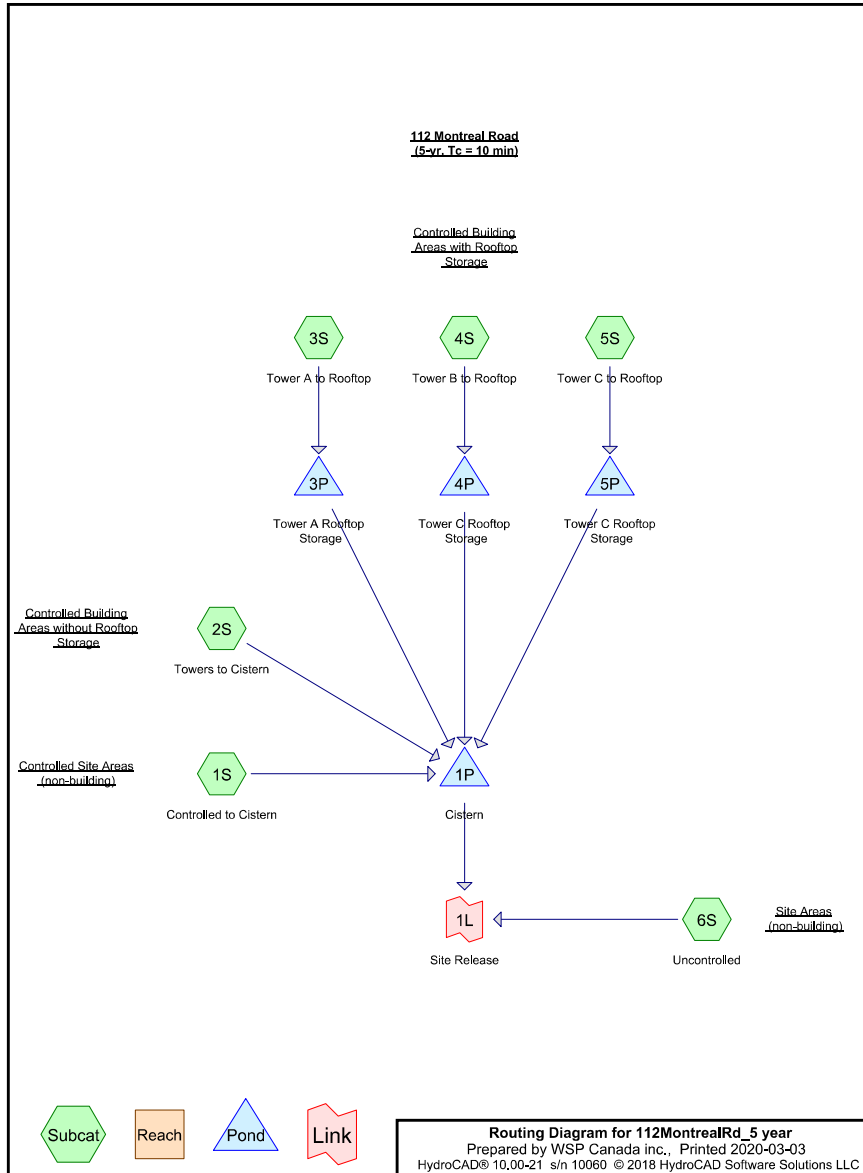 112 Montreal Road
(5-yr, Tc = 10 min)
Controlled Building
Areas with Rooftop
Storage
3S
4S
5S
Tower A to Rooftop
Tower B to Rooftop
Tower C to Rooftop
3P
4P
5P
Tower A Rooftop
Storage
Tower C Rooftop
Storage
Tower C Rooftop
Storage
Controlled Building
Areas without Rooftop
Storage
2S
Towers to Cistern
Controlled Site Areas
(non-building)
1S
Controlled to Cistern
1P
Cistern
1L
Site Release
6S
Uncontrolled
Site Areas
(non-building)
Subcat
Reach
Pond
Link
Routing Diagram for 112MontrealRd_5 year
Prepared by WSP Canada inc., Printed 2020-03-03
HydroCAD® 10.00-21 s/n 10060 © 2018 HydroCAD Software Solutions LLC